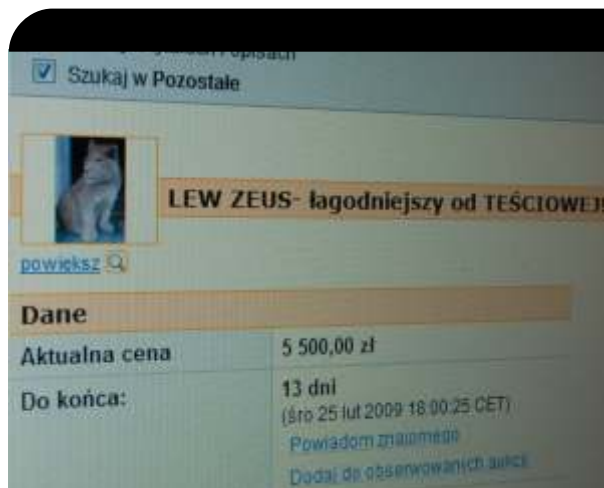 opisach
Szukaj w Pozostałe
LEW ZEUS- łagodniejszy od TEŚCIOWEJ!
powiększ
Dane
Aktualna cena
5 500,00 zł
Do końca:
13 dni
(śro 25 lut 2009 18:00:25 CET)
Powiadom znajomego
Dodaj do obserwowanych aukcji